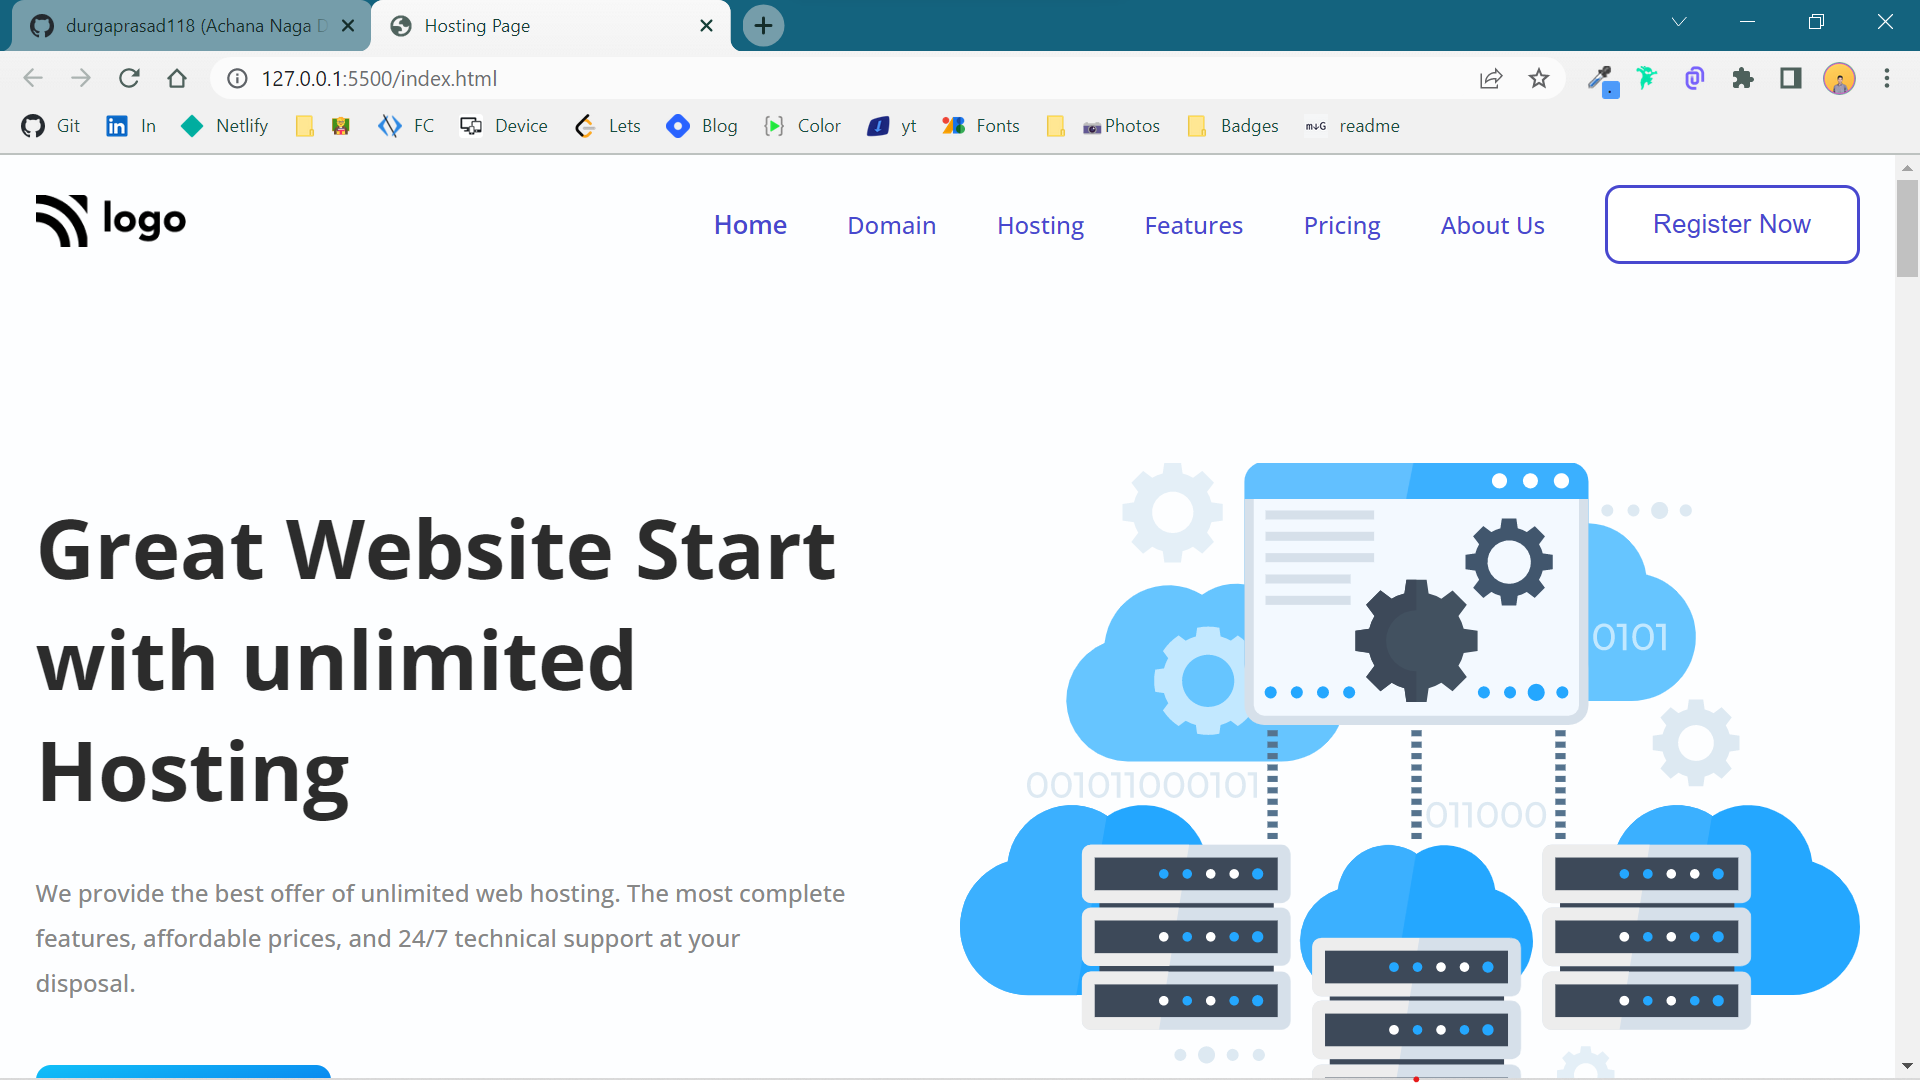 durgaprasad118 (Achana Naga D
Hosting Page
127.0.0.1:5500/index.html
Git In Netlify FC Device Lets Blog Color yt Fonts Photos Badges readme
logo
Home Domain Hosting Features Pricing About Us Register Now
Great Website Start
with unlimited
Hosting
We provide the best offer of unlimited web hosting. The most complete
features, affordable prices, and 24/7 technical support at your
disposal.
0101
001011000101
011000